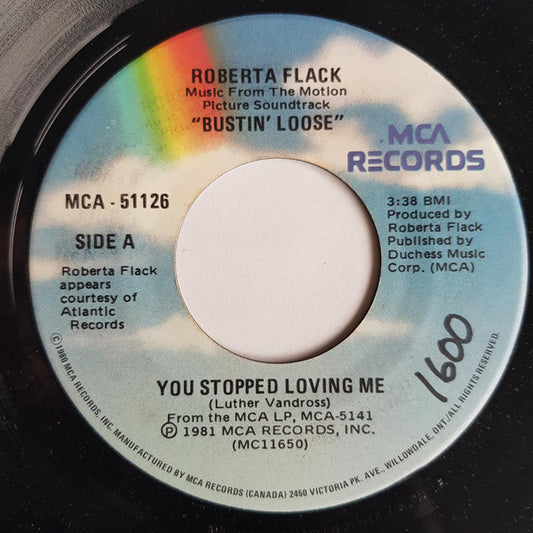 ROBERTA FLACK
Music From The Motion
Picture Soundtrack
"BUSTIN' LOOSE"
MCA
RECORDS
MCA - 51126
SIDE A
Roberta Flack
appears
courtesy of
Atlantic
Records
3:38 BMI
Produced by
Roberta Flack
Published by
Duchess Music
Corp. (MCA)
1600
YOU STOPPED LOVING ME
(Luther Vandross)
From the MCA LP, MCA-5141
Ⓟ 1981 MCA RECORDS, INC.
(MC11650)
© 1980 MCA RECORDS, INC. MANUFACTURED BY MCA RECORDS (CANADA) 2450 VICTORIA PK. AVE., WILLOWDALE, ONT./ALL RIGHTS RESERVED.